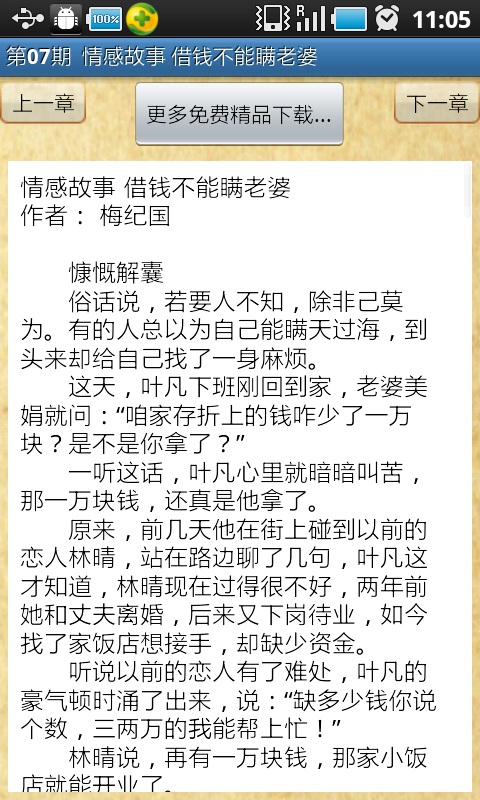 100%
R
11:05
第07期 情感故事 借钱不能瞒老婆
上一章
更多免费精品下载...
下一章
情感故事 借钱不能瞒老婆
作者： 梅纪国
慷慨解囊
俗话说，若要人不知，除非己莫
为。有的人总以为自己能瞒天过海，到
头来却给自己找了一身麻烦。
这天，叶凡下班刚回到家，老婆美
娟就问：“咱家存折上的钱咋少了一万
块？是不是你拿了？”
一听这话，叶凡心里就暗暗叫苦，
那一万块钱，还真是他拿了。
原来，前几天他在街上碰到以前的
恋人林晴，站在路边聊了几句，叶凡这
才知道，林晴现在过得很不好，两年前
她和丈夫离婚，后来又下岗待业，如今
找了家饭店想接手，却缺少资金。
听说以前的恋人有了难处，叶凡的
豪气顿时涌了出来，说：“缺多少钱你说
个数，三两万的我能帮上忙！”
林晴说，再有一万块钱，那家小饭
店就能开业了。